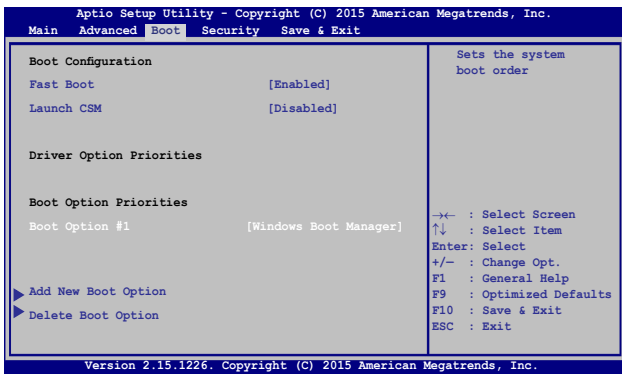 Aptio Setup Utility - Copyright (C) 2015 American Megatrends, Inc.
Main Advanced Boot Security Save & Exit
Boot Configuration
Fast Boot [Enabled]
Launch CSM [Disabled]
Driver Option Priorities
Boot Option Priorities
Boot Option #1 [Windows Boot Manager]
Add New Boot Option
Delete Boot Option
Sets the system
boot order
→← : Select Screen
↑↓ : Select Item
Enter: Select
+/— : Change Opt.
F1 : General Help
F9 : Optimized Defaults
F10 : Save & Exit
ESC : Exit
Version 2.15.1226. Copyright (C) 2015 American Megatrends, Inc.